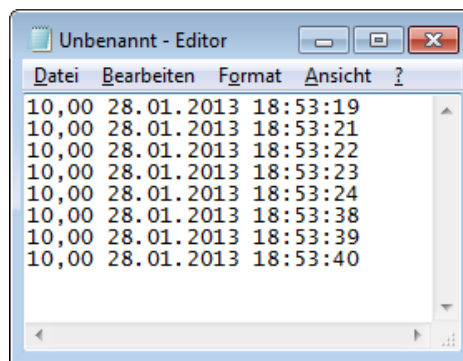 Unbenannt - Editor
Datei Bearbeiten Format Ansicht ?
10,00 28.01.2013 18:53:19
10,00 28.01.2013 18:53:21
10,00 28.01.2013 18:53:22
10,00 28.01.2013 18:53:23
10,00 28.01.2013 18:53:24
10,00 28.01.2013 18:53:38
10,00 28.01.2013 18:53:39
10,00 28.01.2013 18:53:40